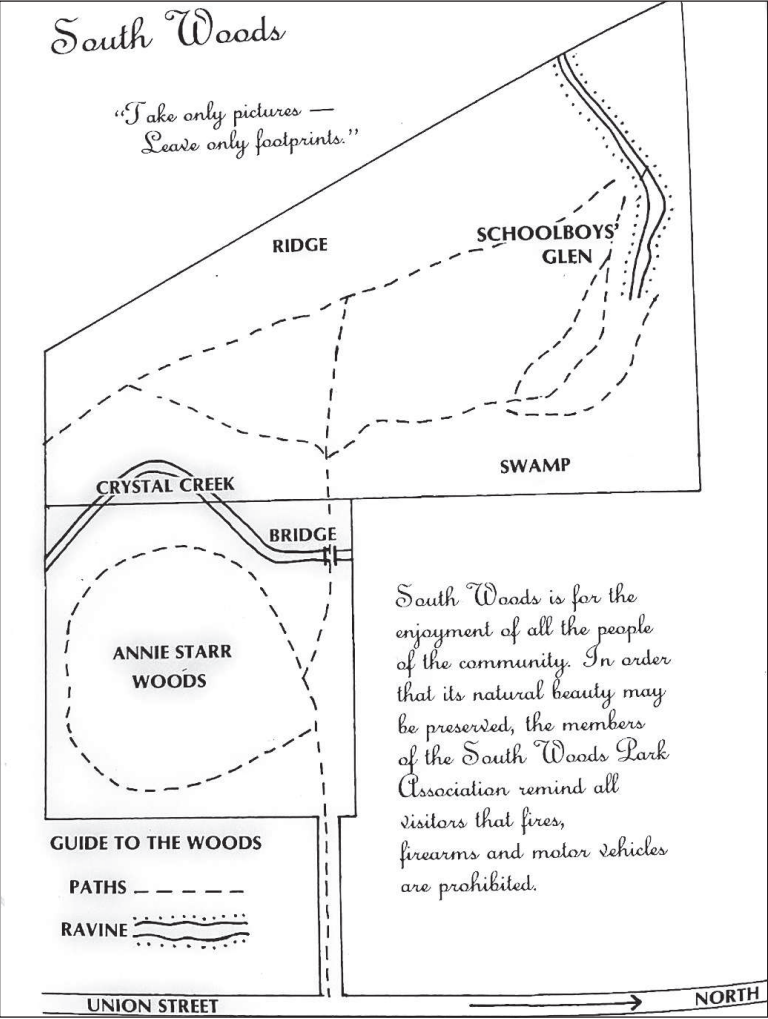 South Woods
“Take only pictures —
Leave only footprints.”
RIDGE
SCHOOLBOYS'
GLEN
SWAMP
CRYSTAL CREEK
BRIDGE
ANNIE STARR
WOODS
South Woods is for the
enjoyment of all the people
of the community. In order
that its natural beauty may
be preserved, the members
of the South Woods Park
Association remind all
visitors that fires,
firearms and motor vehicles
are prohibited.
GUIDE TO THE WOODS
PATHS
RAVINE
UNION STREET
NORTH